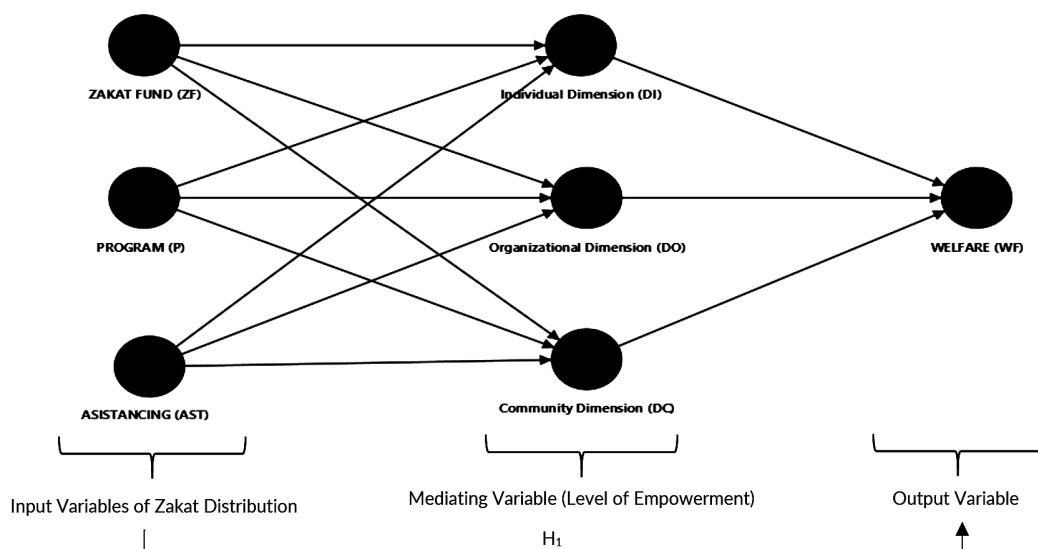 ZAKAT FUND (ZF)
Individual Dimension (DI)
PROGRAM (P)
Organizational Dimension (DO)
WELFARE (WF)
ASISTANCING (AST)
Community Dimension (DC)
Input Variables of Zakat Distribution
Mediating Variable (Level of Empowerment)
Output Variable
H₁